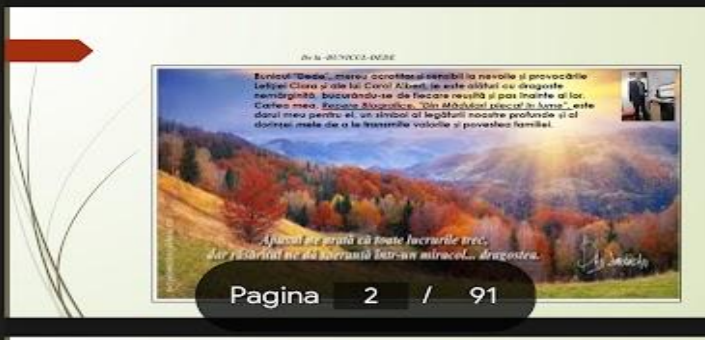 De la -BUNICUL-DEDE
Bunicul "Dede", mereu ocrotitor și sensibil la nevoile și provocările
Letiției Clara și ale lui Carol Albert, le este alături cu dragoste
nemărginită, bucurându-se de fiecare reușită și pas înainte al lor.
Cartea mea, Repere Biografice, "Din Mădulari plecat în lume", este
darul meu pentru ei, un simbol al legăturii noastre profunde și al
dorinței mele de a le transmite valorile și povestea familiei.
Apusul ne arată că toate lucrurile trec,
dar răsăritul ne dă speranță într-un miracol... dragostea.
Pagina 2 / 91